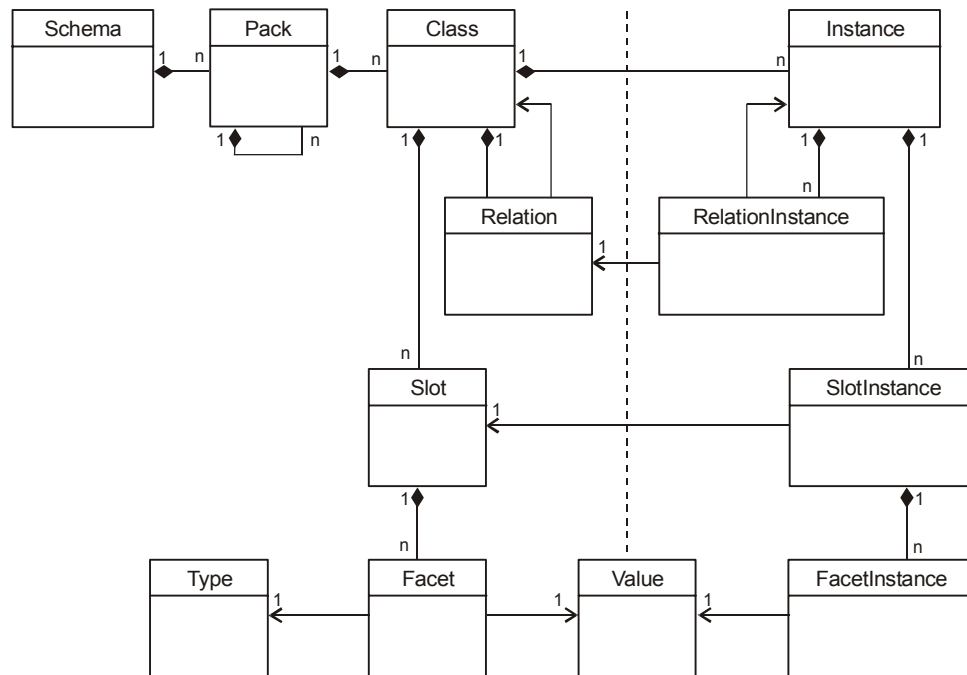 Schema
Pack
Class
Instance
1
n
1
n
1
n
1
n
1
1
1
1
n
Relation
RelationInstance
1
n
n
Slot
SlotInstance
1
1
1
n
n
Type
Facet
Value
FacetInstance
1
1
1